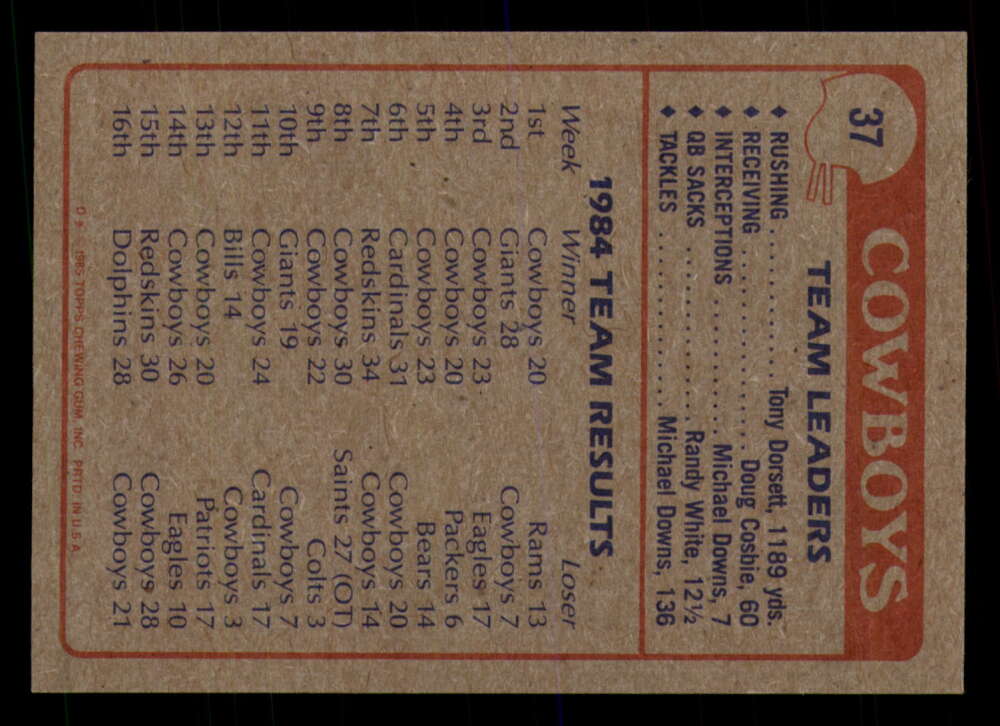 37 COWBOYS
TEAM LEADERS
♦ RUSHING .......... Tony Dorsett, 1189 yds.
♦ RECEIVING .......... Doug Cosbie, 60
♦ INTERCEPTIONS .......... Michael Downs, 7
♦ QB SACKS .......... Randy White, 12½
♦ TACKLES .......... Michael Downs, 136
1984 TEAM RESULTS
Week Winner Loser
1st Cowboys 20 Rams 13
2nd Giants 28 Cowboys 7
3rd Cowboys 23 Eagles 17
4th Cowboys 20 Packers 6
5th Cowboys 23 Bears 14
6th Cardinals 31 Cowboys 20
7th Redskins 34 Cowboys 14
8th Cowboys 30 Saints 27 (OT)
9th Cowboys 22 Colts 3
10th Giants 19 Cowboys 7
11th Cowboys 24 Cardinals 17
12th Bills 14 Cowboys 3
13th Cowboys 20 Patriots 17
14th Cowboys 26 Eagles 10
15th Redskins 30 Cowboys 28
16th Dolphins 28 Cowboys 21
1985 TOPPS CHEWING GUM, INC. PRTD IN U.S.A.